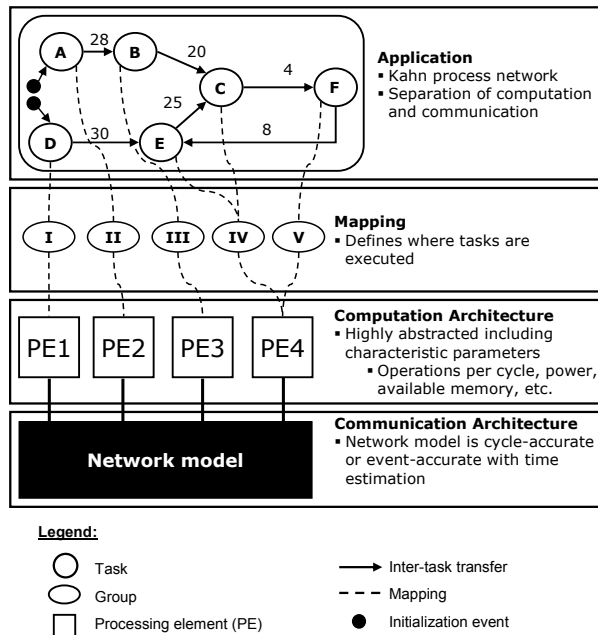 28
20
A
B
Application
▪ Kahn process network
▪ Separation of computation
and communication
4
C
F
25
30
8
D
E
I
II
III
IV
V
Mapping
▪ Defines where tasks are
executed
PE1
PE2
PE3
PE4
Computation Architecture
▪ Highly abstracted including
characteristic parameters
▪ Operations per cycle, power,
available memory, etc.
Network model
Communication Architecture
▪ Network model is cycle-accurate
or event-accurate with time
estimation
Legend:
Task
Group
Processing element (PE)
Inter-task transfer
Mapping
Initialization event